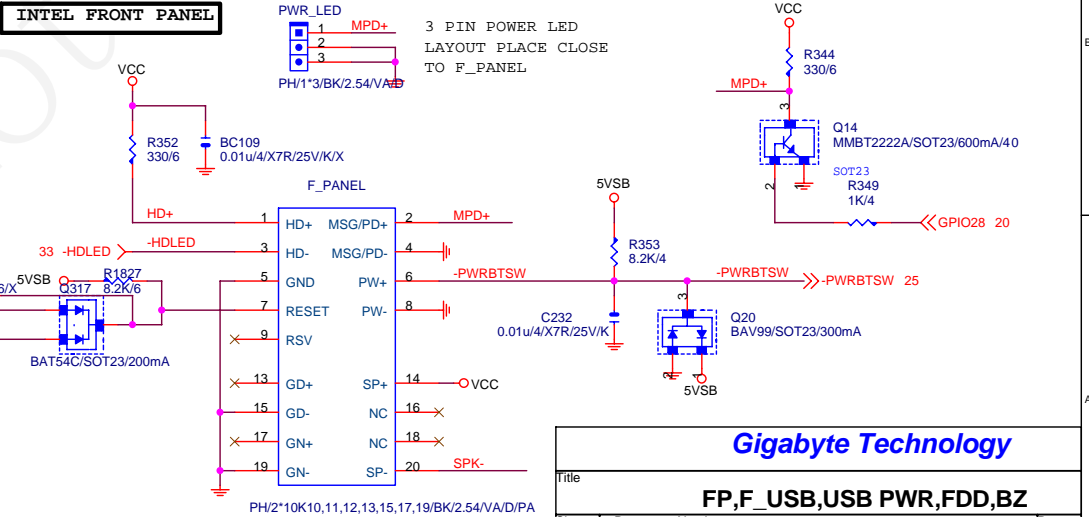 INTEL FRONT PANEL
PWR_LED
1 MPD+
2
3
PH/1*3/BK/2.54/VA/D
3 PIN POWER LED
LAYOUT PLACE CLOSE
TO F_PANEL
VCC
R344
330/6
MPD+
3
Q14
MMBT2222A/SOT23/600mA/40
SOT23
2
1
R349
1K/4
GPIO28 20
VCC
R352
330/6
BC109
0.01u/4/X7R/25V/K/X
F_PANEL
HD+ 1 HD+ MSG/PD+ 2 MPD+
33 -HDLED -HDLED 3 HD- MSG/PD- 4
5 GND PW+ 6 -PWRBTSW
7 RESET PW- 8
9 RSV
13 GD+ SP+ 14 VCC
15 GD- NC 16
17 GN+ NC 18
19 GN- SP- 20 SPK-
PH/2*10K10,11,12,13,15,17,19/BK/2.54/VA/D/PA
5VSB
R1827
8.2K/6
6/X
Q317
BAT54C/SOT23/200mA
5VSB
R353
8.2K/4
-PWRBTSW
-PWRBTSW 25
C232
0.01u/4/X7R/25V/K
3
Q20
BAV99/SOT23/300mA
2
1
5VSB
B
A
Gigabyte Technology
Title
FP,F_USB,USB PWR,FDD,BZ